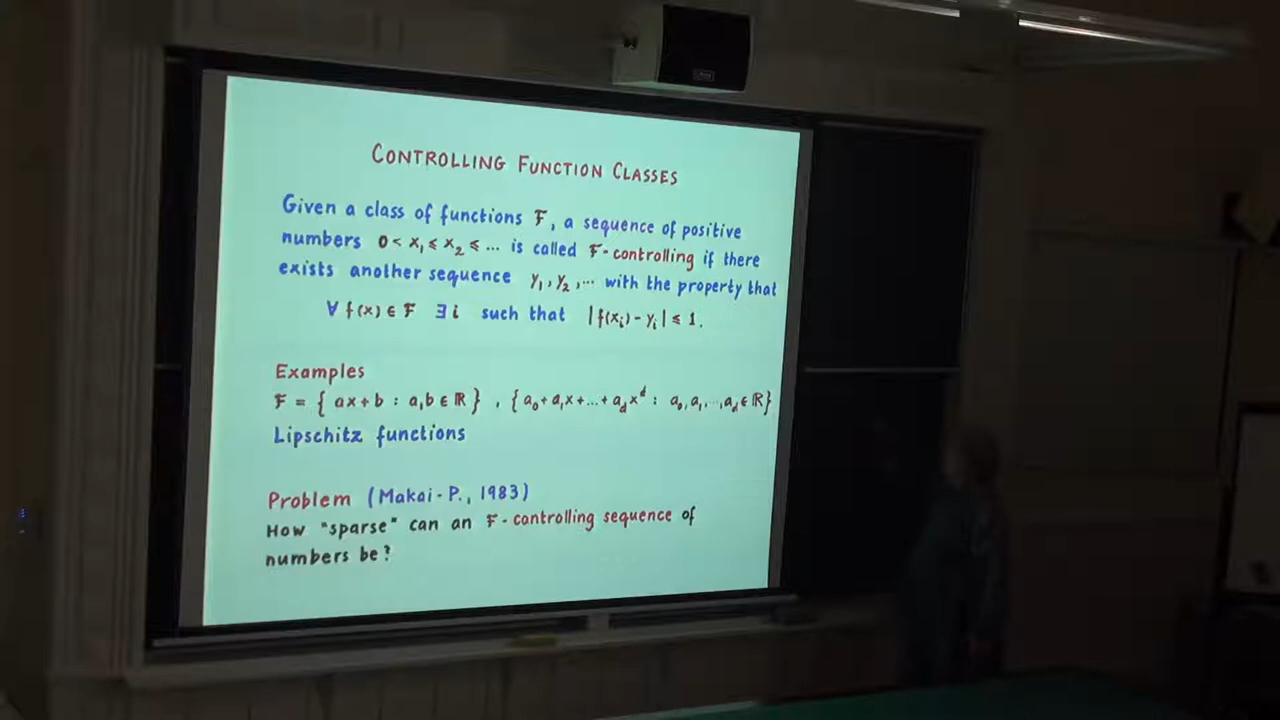 CONTROLLING FUNCTION CLASSES
Given a class of functions F, a sequence of positive
numbers 0 < x₁ ≤ x₂ ≤ ... is called F-controlling if there
exists another sequence y₁, y₂, ... with the property that
∀ f(x) ∈ F ∃ i such that |f(xᵢ) - yᵢ| ≤ 1.
Examples
F = { ax + b : a,b ∈ ℝ } , { a₀ + a₁x + ... + a_d x^d : a₀, a₁, ..., a_d ∈ ℝ }
Lipschitz functions
Problem (Makai - P., 1983)
How "sparse" can an F-controlling sequence of
numbers be?